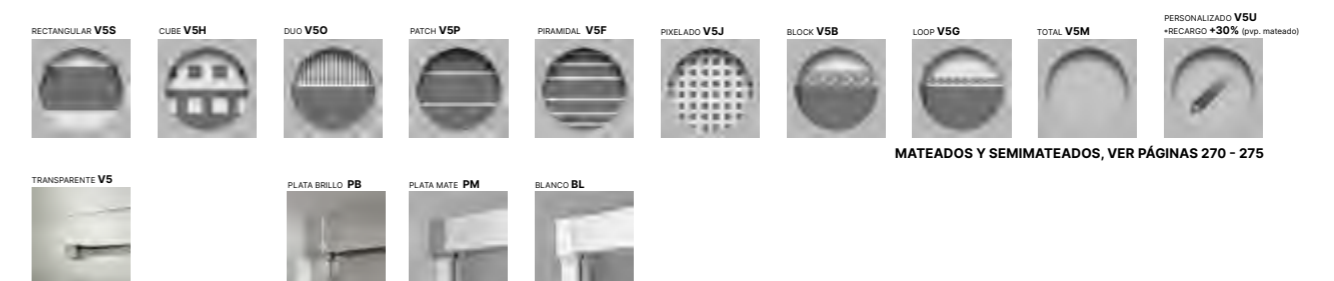 RECTANGULAR V5S
CUBE V5H
DUO V5O
PATCH V5P
PIRAMIDAL V5F
PIXELADO V5J
BLOCK V5B
LOOP V5G
TOTAL V5M
PERSONALIZADO V5U
+RECARGO +30% (pvp. mateado)
MATEADOS Y SEMIMATEADOS, VER PÁGINAS 270 - 275
TRANSPARENTE V5
PLATA BRILLO PB
PLATA MATE PM
BLANCO BL